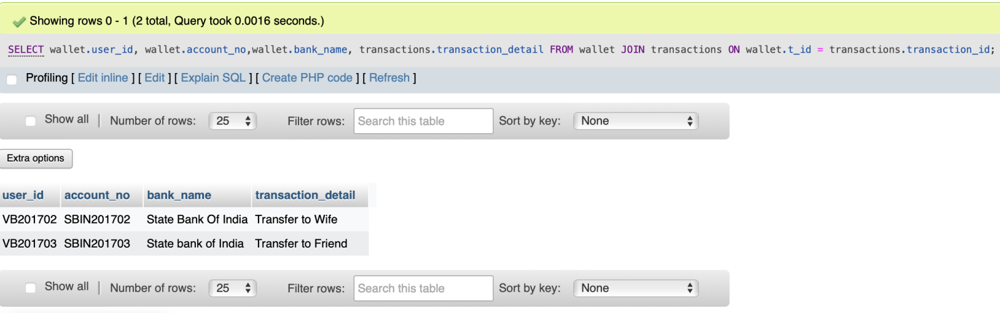 Showing rows 0 - 1 (2 total, Query took 0.0016 seconds.)
SELECT wallet.user_id, wallet.account_no,wallet.bank_name, transactions.transaction_detail FROM wallet JOIN transactions ON wallet.t_id = transactions.transaction_id;
Profiling [ Edit inline ] [ Edit ] [ Explain SQL ] [ Create PHP code ] [ Refresh ]
Show all | Number of rows: 25 Filter rows: Search this table Sort by key: None
Extra options
user_id account_no bank_name transaction_detail
VB201702 SBIN201702 State Bank Of India Transfer to Wife
VB201703 SBIN201703 State bank of India Transfer to Friend
Show all | Number of rows: 25 Filter rows: Search this table Sort by key: None